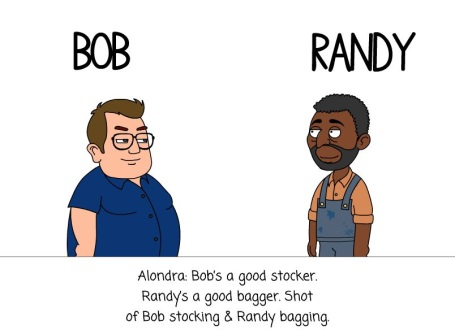 BOB
RANDY
Alondra: Bob's a good stocker.
Randy's a good bagger. Shot
of Bob stocking & Randy bagging.